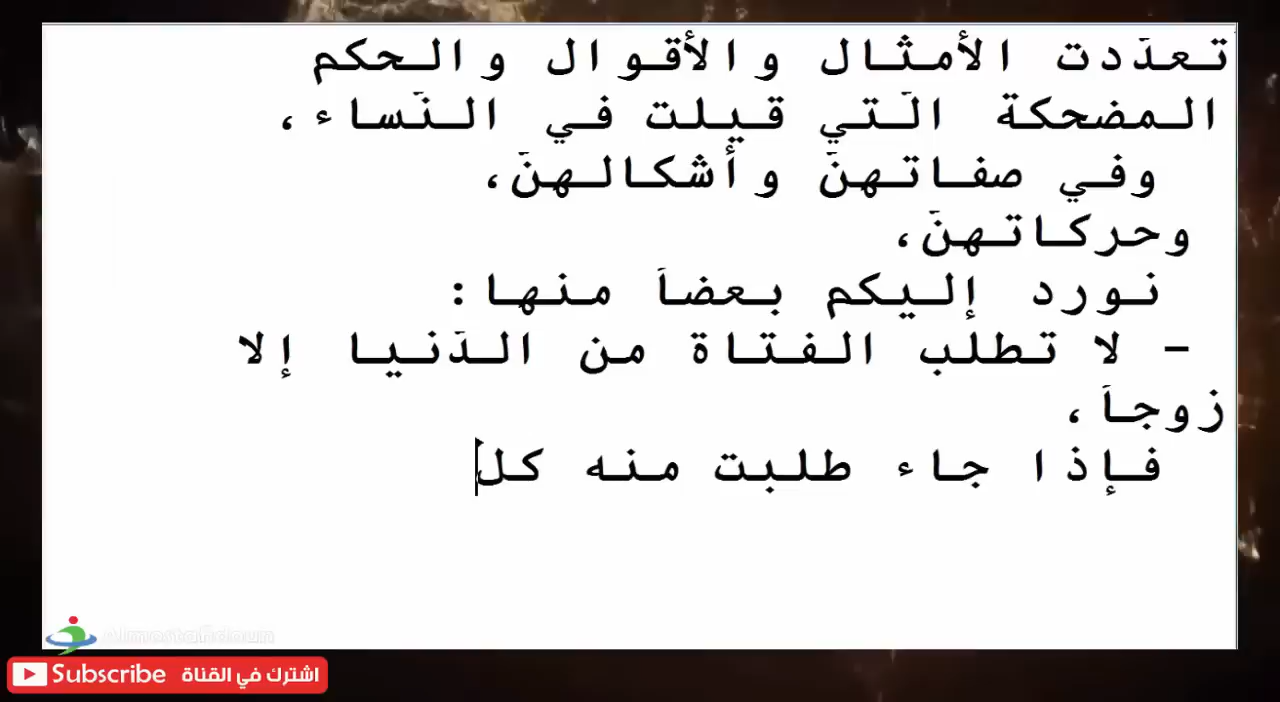 تعدّدت الأمثال والأقوال والحكم
المضحكة الّتي قيلت في النّساء،
وفي صفاتهنّ وأشكالهنّ،
وحركاتهنّ،
نورد إليكم بعضاً منها:
- لا تطلب الفتاة من الدّنيا إلا
زوجاً،
فإذا جاء طلبت منه كل
Almostafidoun
Subscribe اشترك في القناة